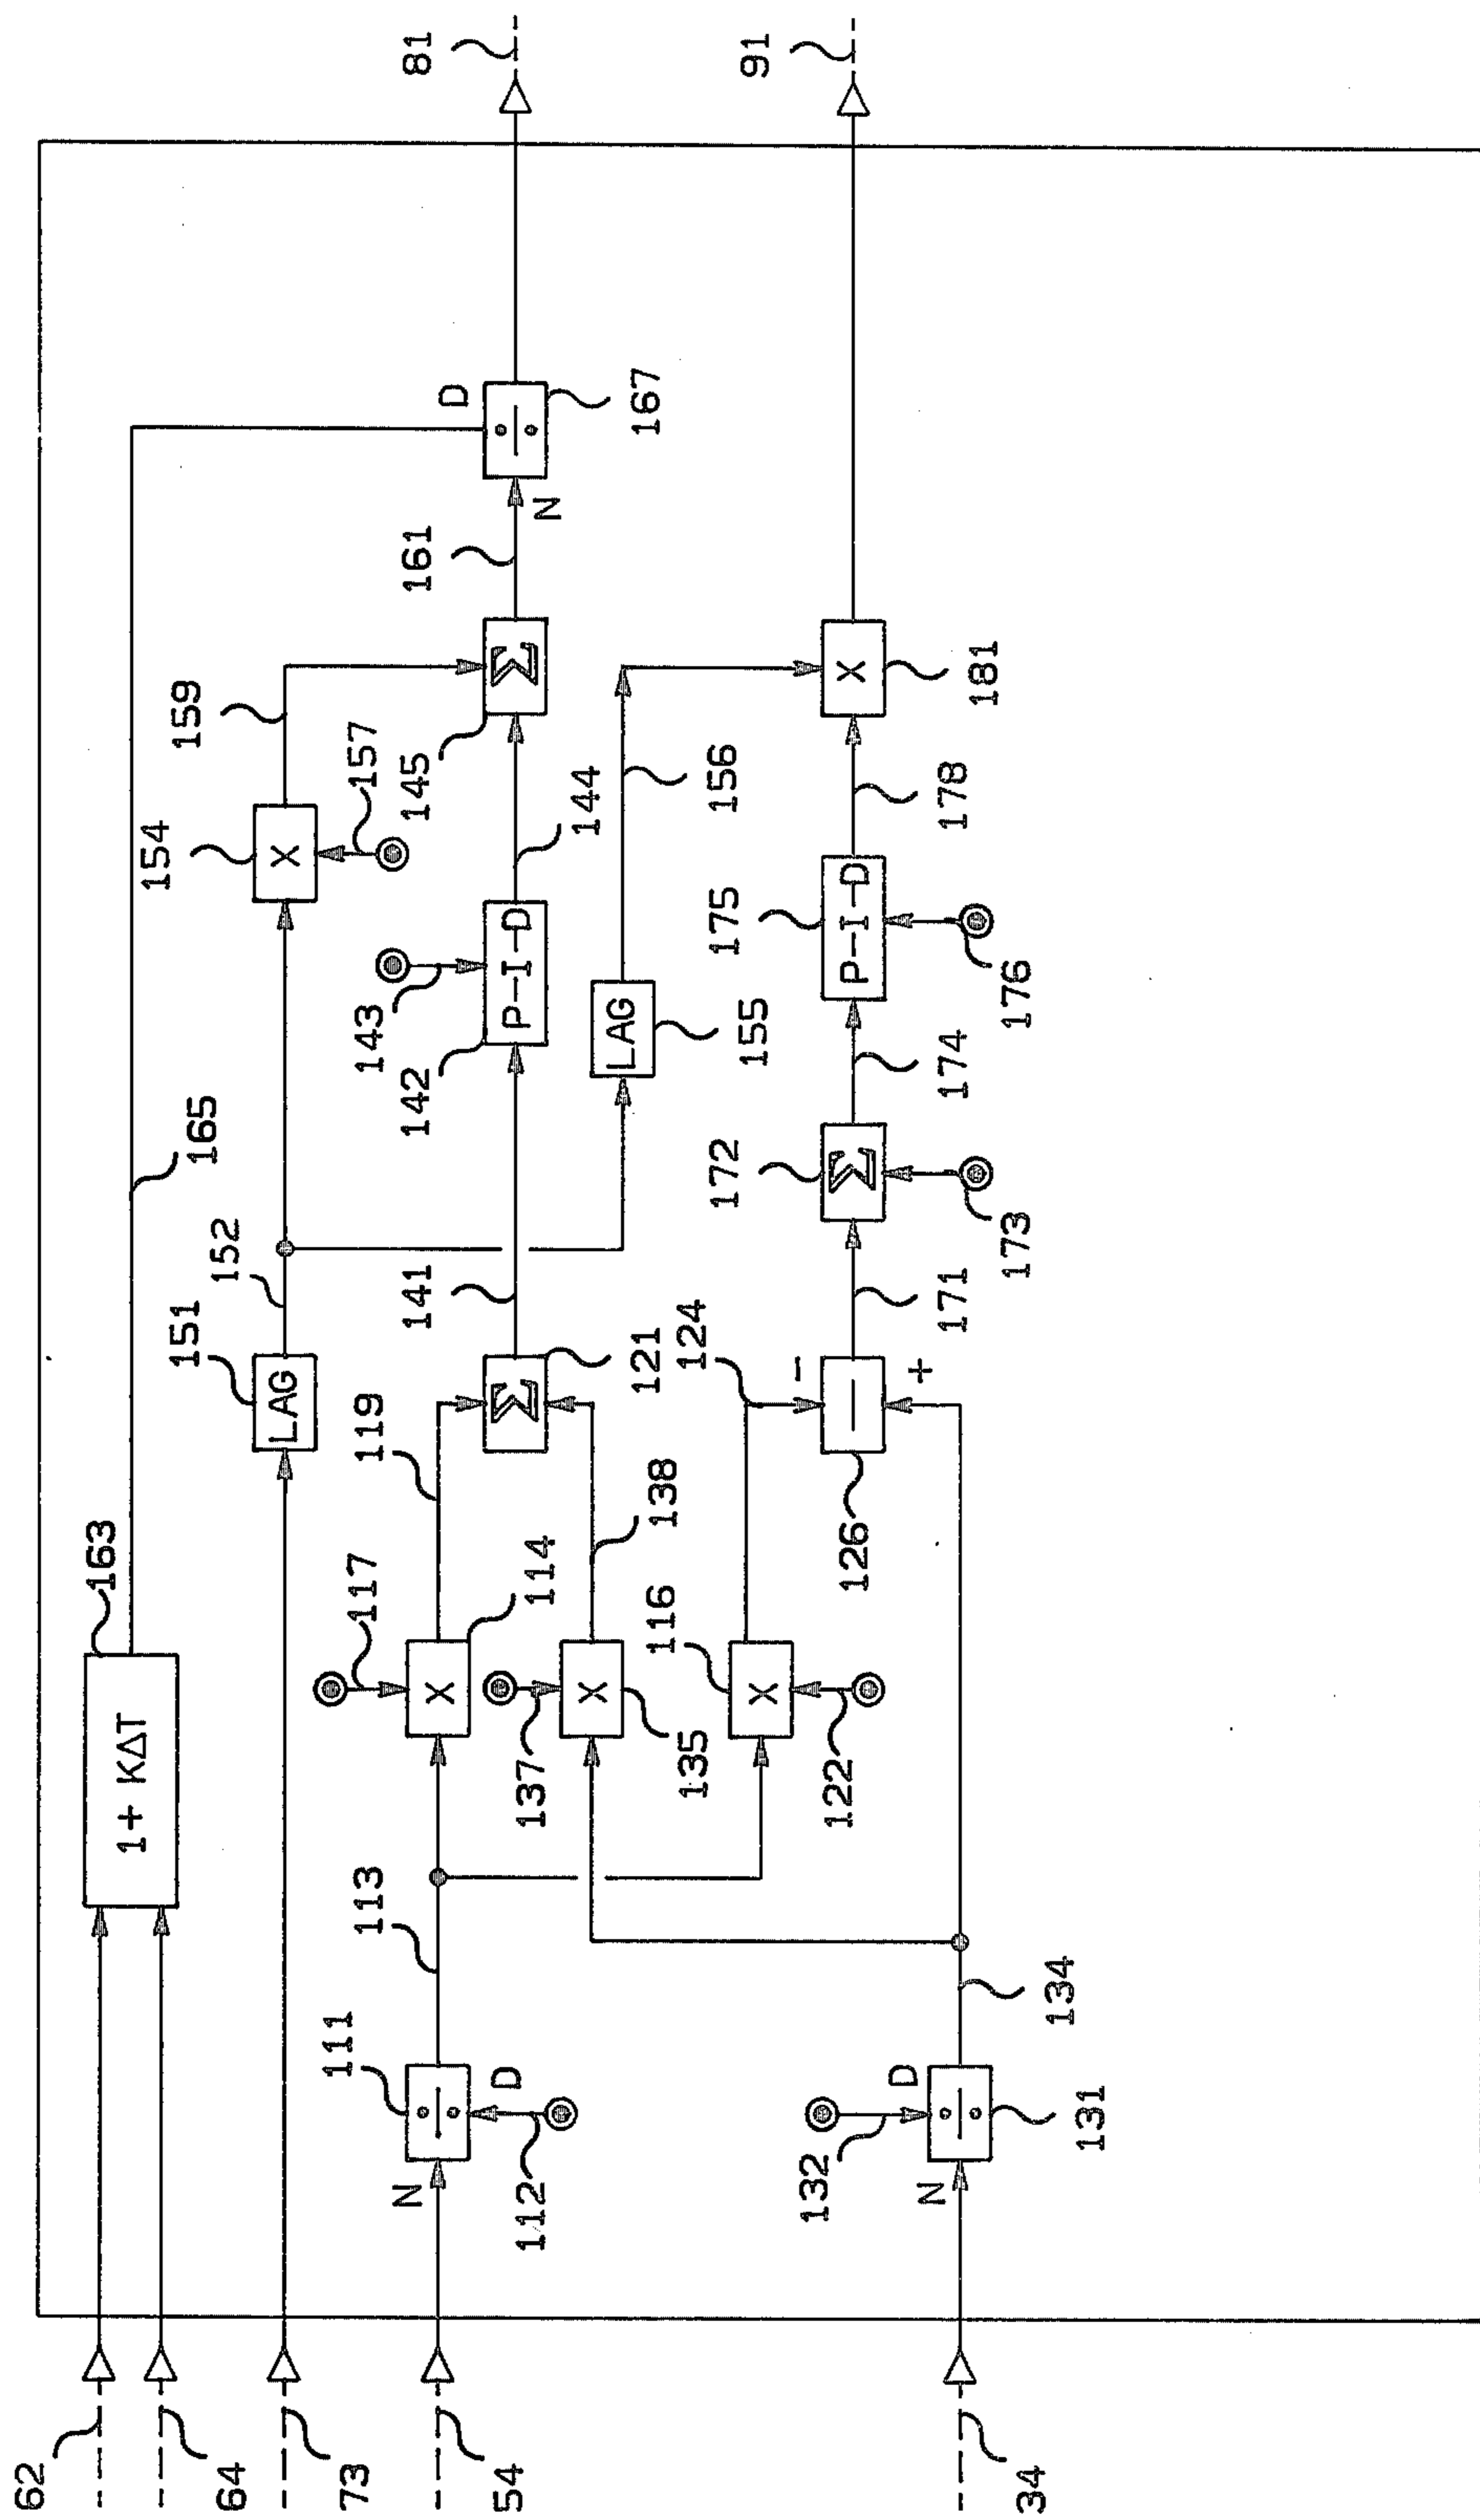 62
163
1+ KΔT
165
64
151
152
154
159
LAG
X
157
73
111
113
117
119
143
N
÷
D
X
114
54
112
137
141
142
144
145
161
81
Σ
P-I-D
Σ
N
÷
D
167
138
X
135
121
LAG
155
156
116
124
X
122
-
172
175
91
132
126
-
Σ
P-I-D
X
D
+
171
174
178
181
N
÷
173
176
34
131
134